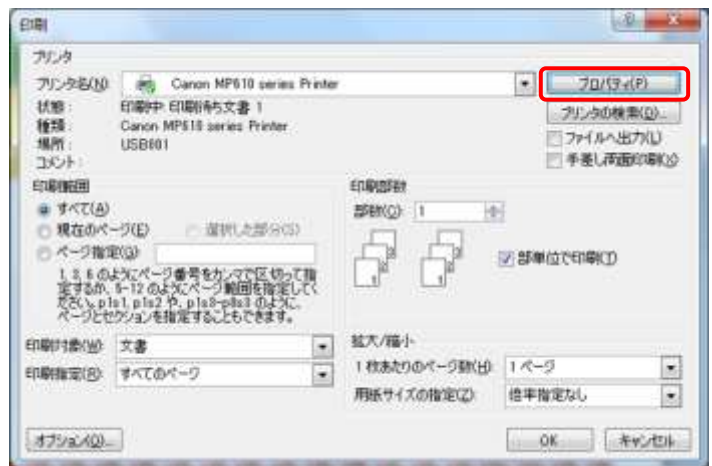 印刷
プリンタ
プリンタ名(N): Canon MP610 series Printer
プロパティ(P)
状態: 印刷中: 印刷待ち文書 1
プリンタの検索(D)...
種類: Canon MP610 series Printer
場所: USB001
ファイルへ出力(L)
コメント:
手差し両面印刷(X)
印刷範囲
すべて(A)
現在のページ(E) 選択した部分(S)
ページ指定(G):
1,3,6 のようにページ番号をカンマで区切って指
定するか、5-12 のようにページ範囲を指定してく
ださい。p1s1, p1s2 や、p1s3-p8s3 のように、
ページとセクションを指定することもできます。
印刷部数
部数(C): 1
1 2 3
1 2 3
部単位で印刷(T)
印刷対象(W): 文書
印刷指定(R): すべてのページ
拡大/縮小
1 枚あたりのページ数(H): 1 ページ
用紙サイズの指定(Z): 倍率指定なし
オプション(O)...
OK
キャンセル